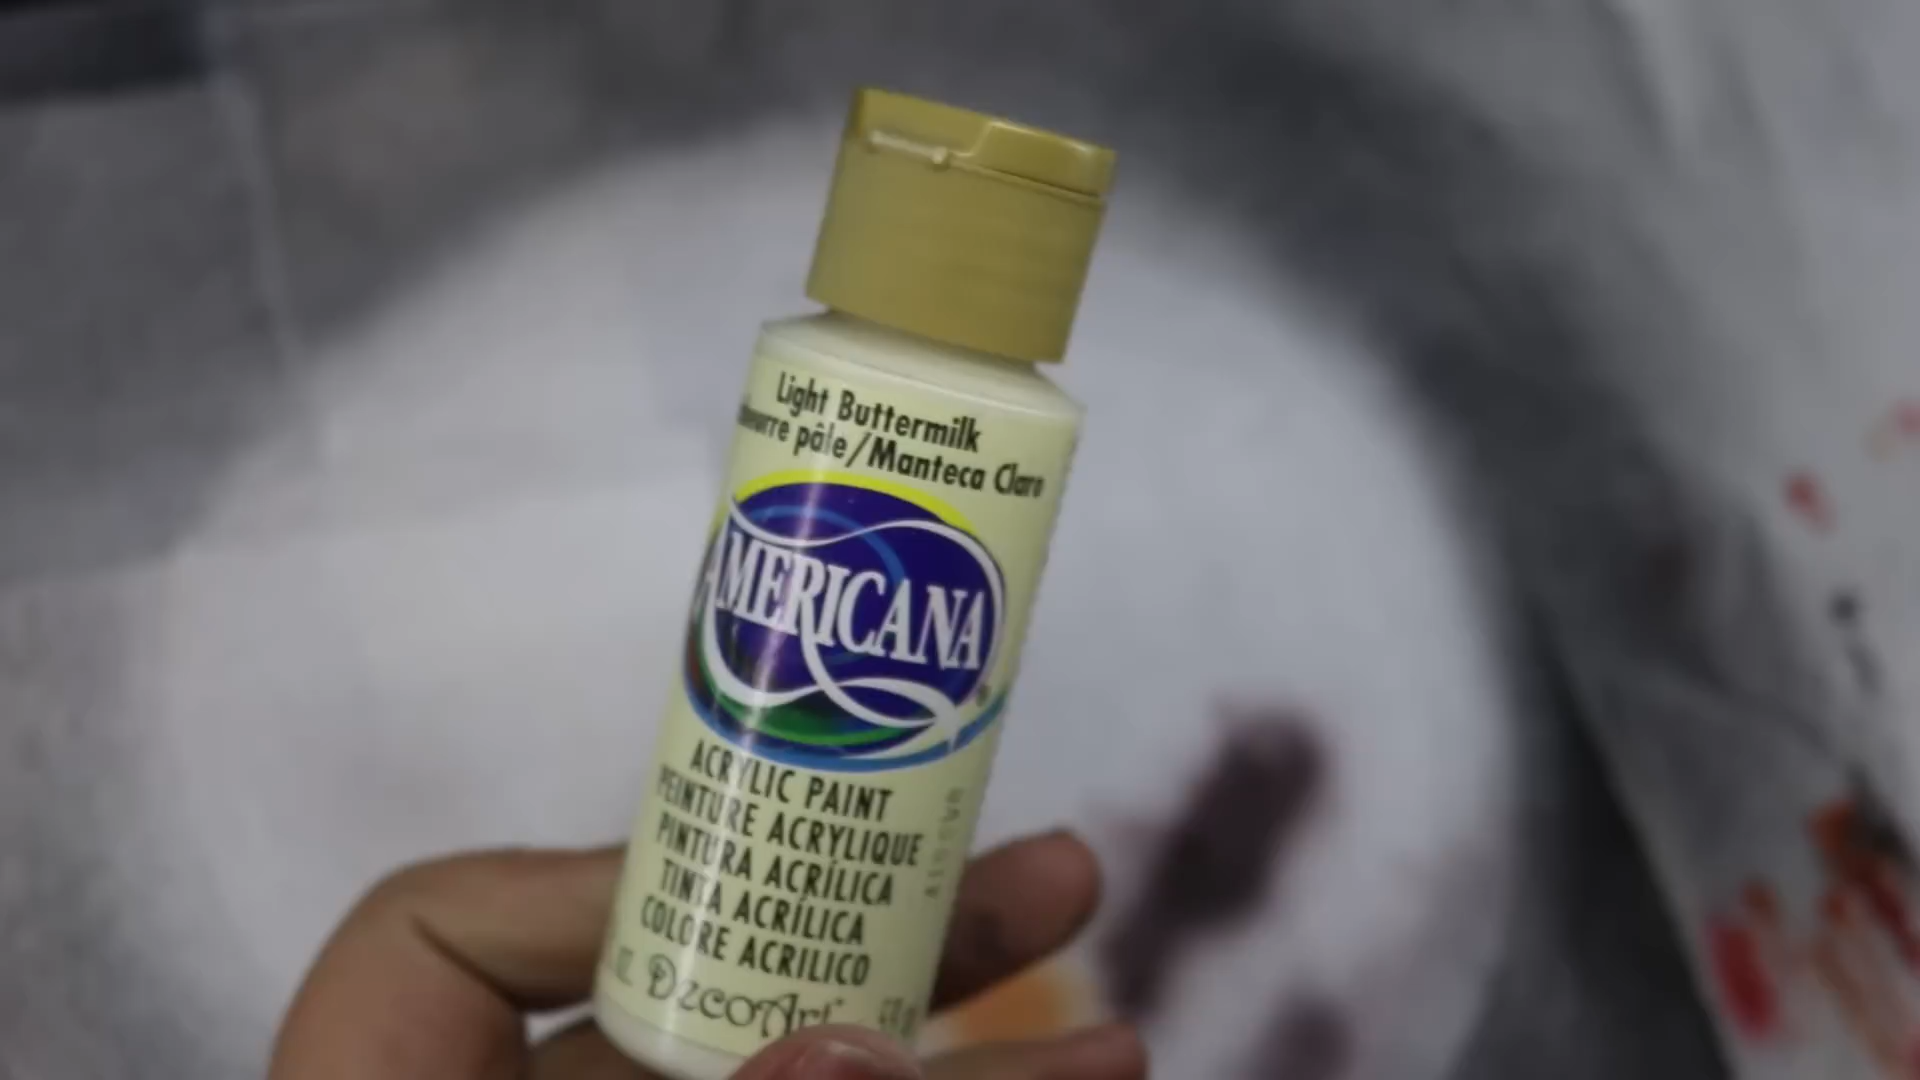 Light Buttermilk
pâle/Manteca Claro
AMERICANA
ACRYLIC PAINT
PEINTURE ACRYLIQUE
PINTURA ACRÍLICA
TINTA ACRÍLICA
COLORE ACRILICO
DecoArt